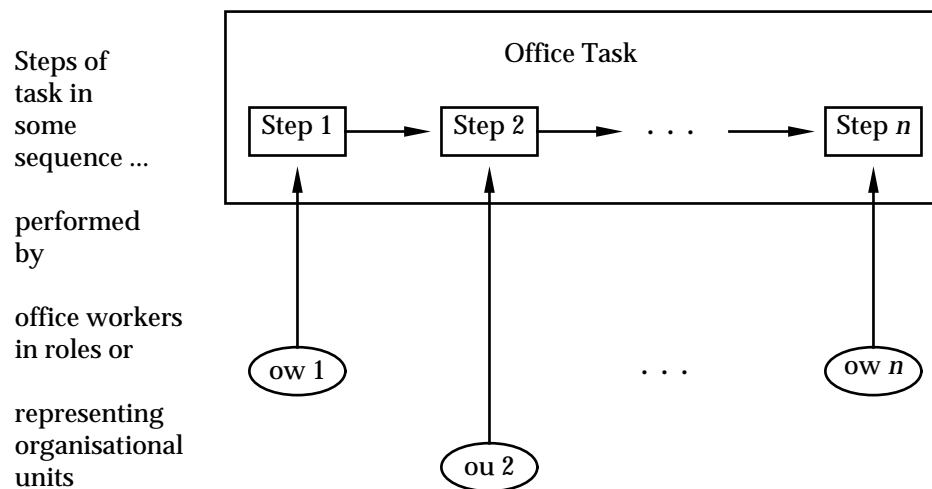 Office Task
Steps of
task in
some
sequence ...
Step 1
Step 2
. . .
Step n
performed
by
office workers
in roles or
ow 1
. . .
ow n
representing
organisational
units
ou 2